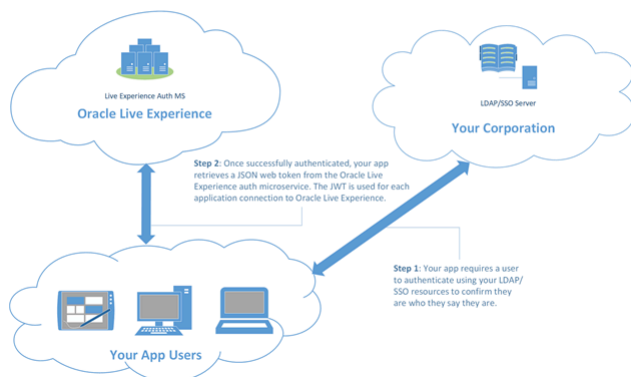 Live Experience Auth MS
Oracle Live Experience
LDAP/SSO Server
Your Corporation
Step 2: Once successfully authenticated, your app
retrieves a JSON web token from the Oracle Live
Experience auth microservice. The JWT is used for each
application connection to Oracle Live Experience.
Step 1: Your app requires a user
to authenticate using your LDAP/
SSO resources to confirm they
are who they say they are.
Your App Users